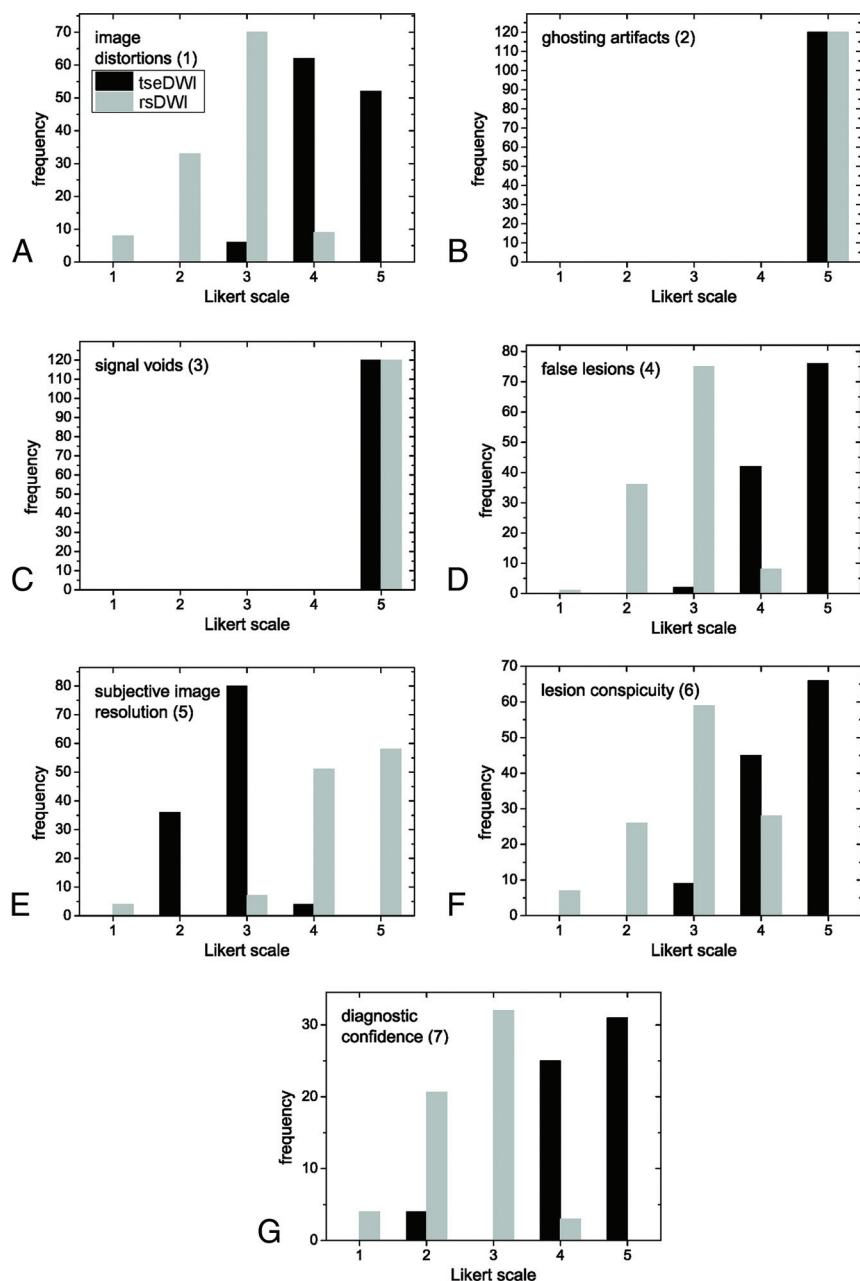 image
distortions (1)
tseDWI
rsDWI
frequency
70
60
50
40
30
20
10
0
1 2 3 4 5
Likert scale
A
ghosting artifacts (2)
frequency
120
110
100
90
80
70
60
50
40
30
20
10
0
1 2 3 4 5
Likert scale
B
signal voids (3)
frequency
120
110
100
90
80
70
60
50
40
30
20
10
0
1 2 3 4 5
Likert scale
C
false lesions (4)
frequency
80
70
60
50
40
30
20
10
0
1 2 3 4 5
Likert scale
D
subjective image
resolution (5)
frequency
80
70
60
50
40
30
20
10
0
1 2 3 4 5
Likert scale
E
lesion conspicuity (6)
frequency
70
60
50
40
30
20
10
0
1 2 3 4 5
Likert scale
F
diagnostic
confidence (7)
frequency
30
20
10
0
1 2 3 4 5
Likert scale
G